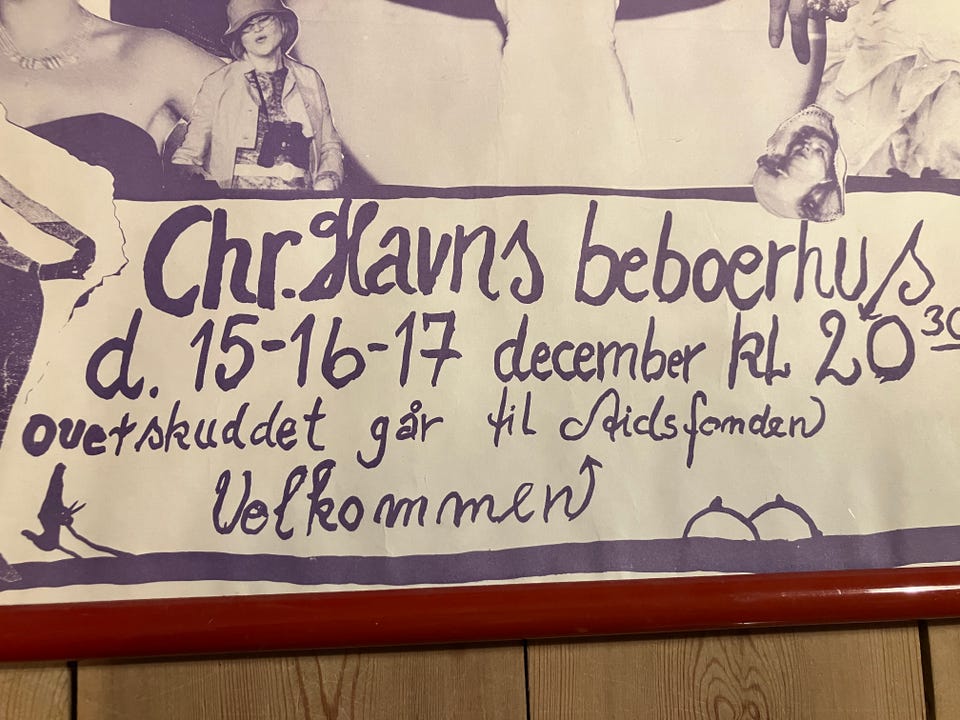 Chr. Havns beboerhus
d. 15-16-17 december kl. 20 30
overskuddet går til Aidsfonden
Velkommen